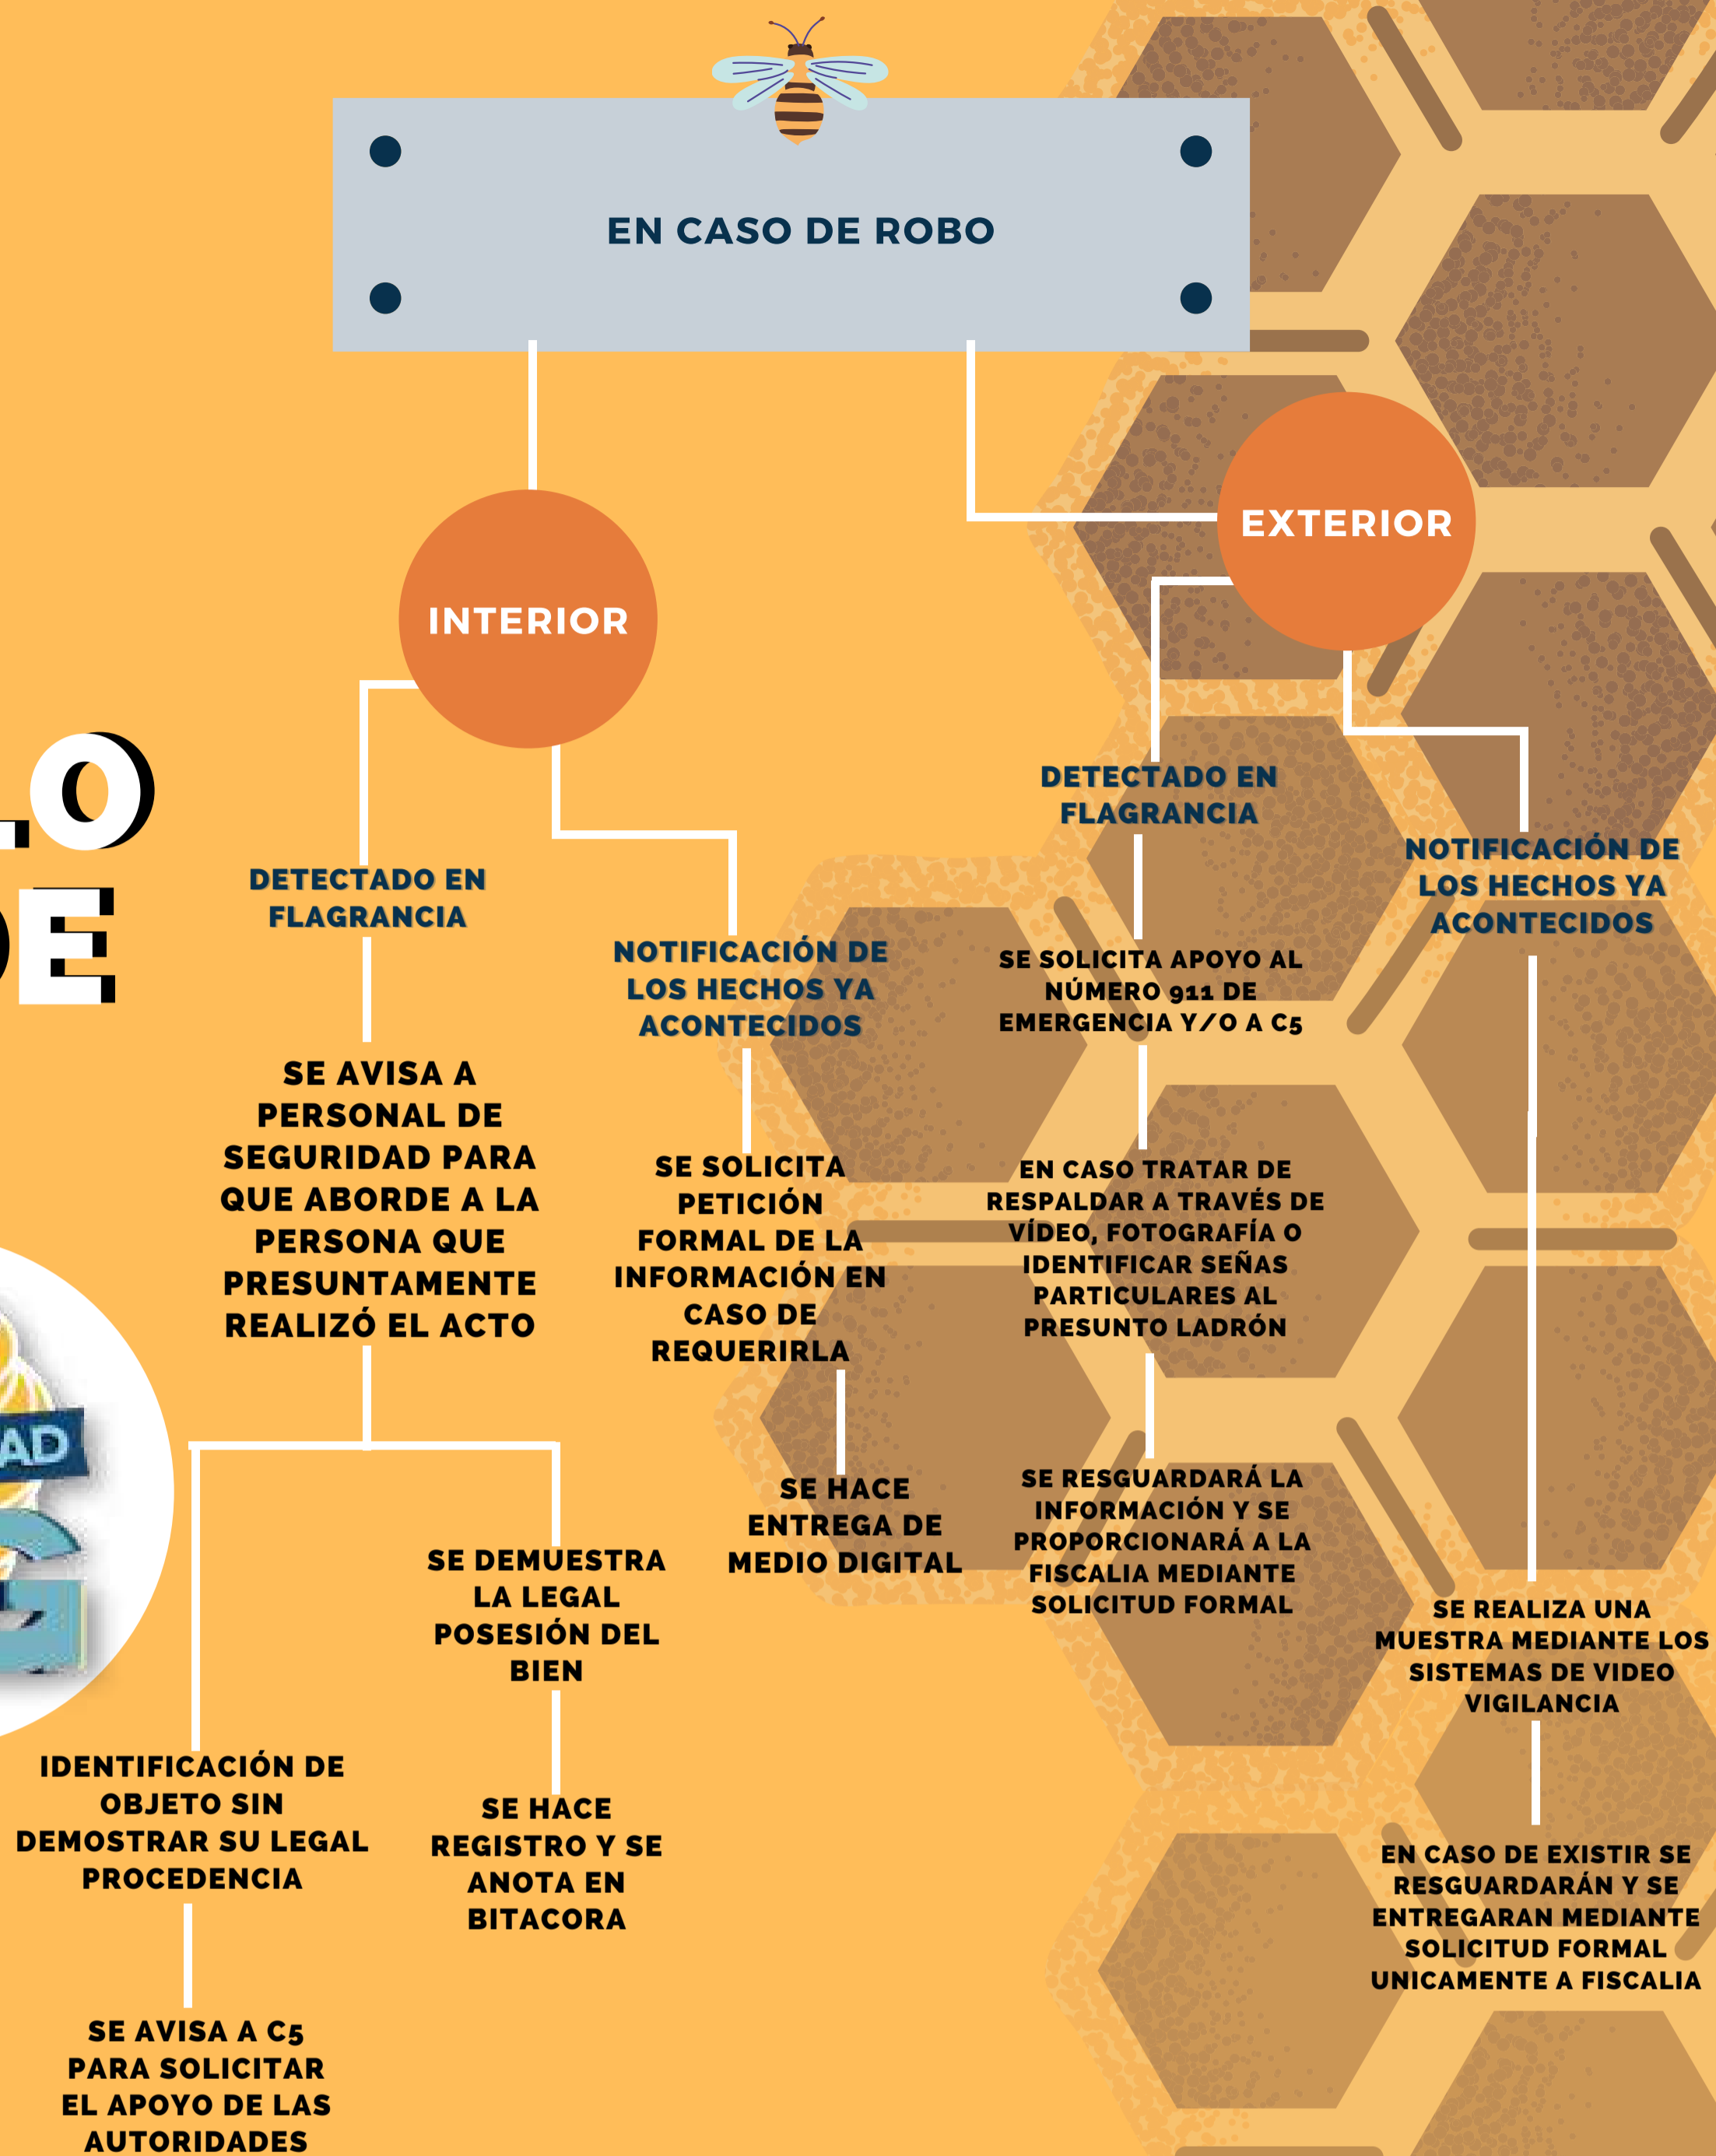 EN CASO DE ROBO
INTERIOR
EXTERIOR
DETECTADO EN
FLAGRANCIA
SE AVISA A
PERSONAL DE
SEGURIDAD PARA
QUE ABORDE A LA
PERSONA QUE
PRESUNTAMENTE
REALIZÓ EL ACTO
IDENTIFICACIÓN DE
OBJETO SIN
DEMOSTRAR SU LEGAL
PROCEDENCIA
SE AVISA A C5
PARA SOLICITAR
EL APOYO DE LAS
AUTORIDADES
SE DEMUESTRA
LA LEGAL
POSESIÓN DEL
BIEN
SE HACE
REGISTRO Y SE
ANOTA EN
BITACORA
NOTIFICACIÓN DE
LOS HECHOS YA
ACONTECIDOS
SE SOLICITA
PETICIÓN
FORMAL DE LA
INFORMACIÓN EN
CASO DE
REQUERIRLA
SE HACE
ENTREGA DE
MEDIO DIGITAL
DETECTADO EN
FLAGRANCIA
SE SOLICITA APOYO AL
NÚMERO 911 DE
EMERGENCIA Y/O A C5
EN CASO TRATAR DE
RESPALDAR A TRAVÉS DE
VÍDEO, FOTOGRAFÍA O
IDENTIFICAR SEÑAS
PARTICULARES AL
PRESUNTO LADRÓN
SE RESGUARDARÁ LA
INFORMACIÓN Y SE
PROPORCIONARÁ A LA
FISCALIA MEDIANTE
SOLICITUD FORMAL
NOTIFICACIÓN DE
LOS HECHOS YA
ACONTECIDOS
SE REALIZA UNA
MUESTRA MEDIANTE LOS
SISTEMAS DE VIDEO
VIGILANCIA
EN CASO DE EXISTIR SE
RESGUARDARÁN Y SE
ENTREGARAN MEDIANTE
SOLICITUD FORMAL
UNICAMENTE A FISCALIA